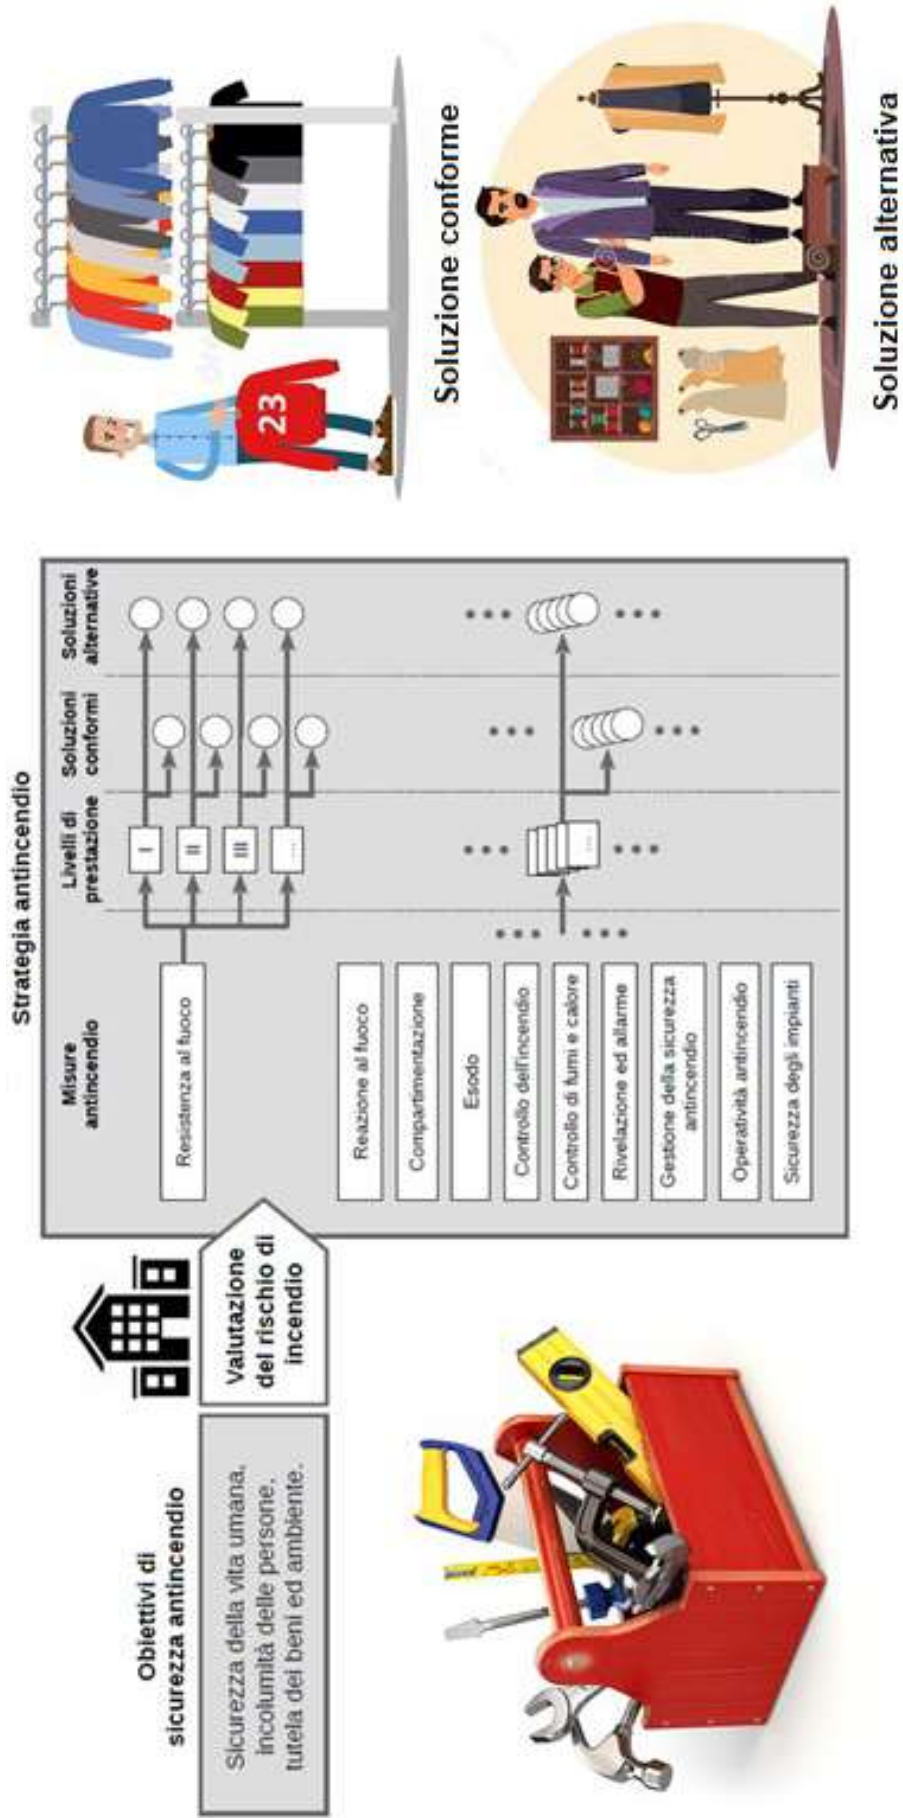 Obiettivi di
sicurezza antincendio
Sicurezza della vita umana,
incolumità delle persone,
tutela dei beni ed ambiente.
Valutazione
del rischio di
incendio
Strategia antincendio
Misure
antincendio
Livelli di
prestazione
Soluzioni
conformi
Soluzioni
alternative
Resistenza al fuoco
I
II
III
...
Reazione al fuoco
Compartimentazione
Esodo
Controllo dell'incendio
Controllo di fumi e calore
...
Rivelazione ed allarme
Gestione della sicurezza
antincendio
Operatività antincendio
Sicurezza degli impianti
23
Soluzione conforme
Soluzione alternativa